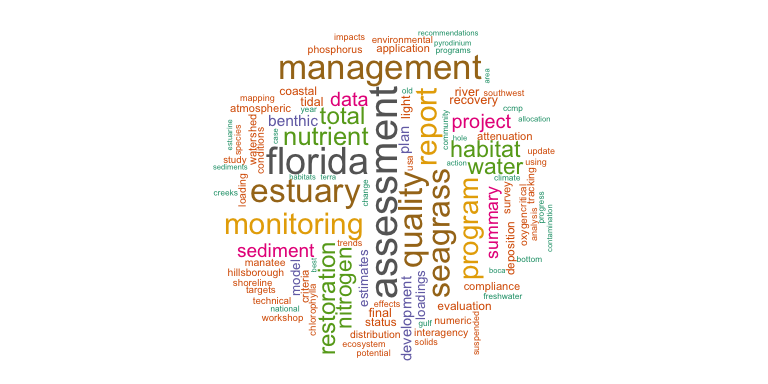 recommendations
impacts
environmental
pyrodinium
phosphorus
application
programs
management
area
coastal
old
river
southwest
mapping
tidal
data
light
recovery
ccmp
atmospheric
year
total
report
community
project
allocation
benthic
plan
estuarine
species
watershed
conditions
case
nutrient
hole
attenuation
habitat
update
study
florida
assessment
usa
action
water
using
sediments
habitats
terra
climate
creeks
loading
estuary
change
quality
seagrass
program
summary
survey
oxygen
critical
tracking
analysis
progress
contamination
monitoring
deposition
sediment
trends
manatee
model
best
restoration
nitrogen
estimates
bottom
hillsborough
criteria
boca
shoreline
development
loadings
compliance
targets
freshwater
technical
chlorophylla
effects
evaluation
national
final
workshop
status
gulf
numeric
suspended
distribution
interagency
ecosystem
solids
potential